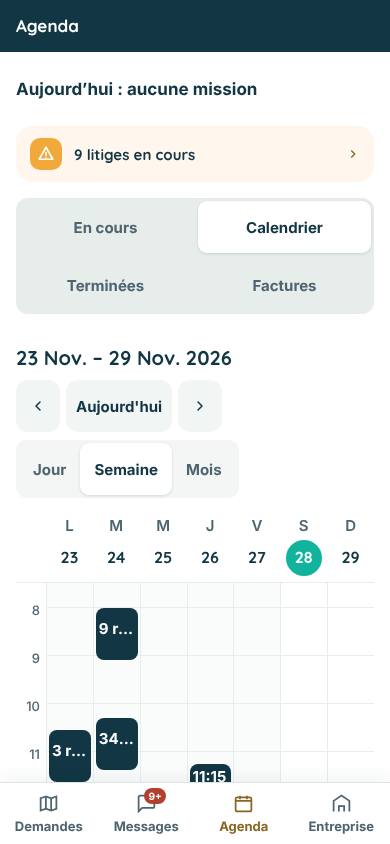 Agenda
Aujourd’hui : aucune mission
9 litiges en cours
En cours
Calendrier
Terminées
Factures
23 Nov. – 29 Nov. 2026
Aujourd'hui
Jour
Semaine
Mois
L M M J V S D
23 24 25 26 27 28 29
8
9 r…
9
10
34…
3 r…
11
11:15
9+
Demandes
Messages
Agenda
Entreprise